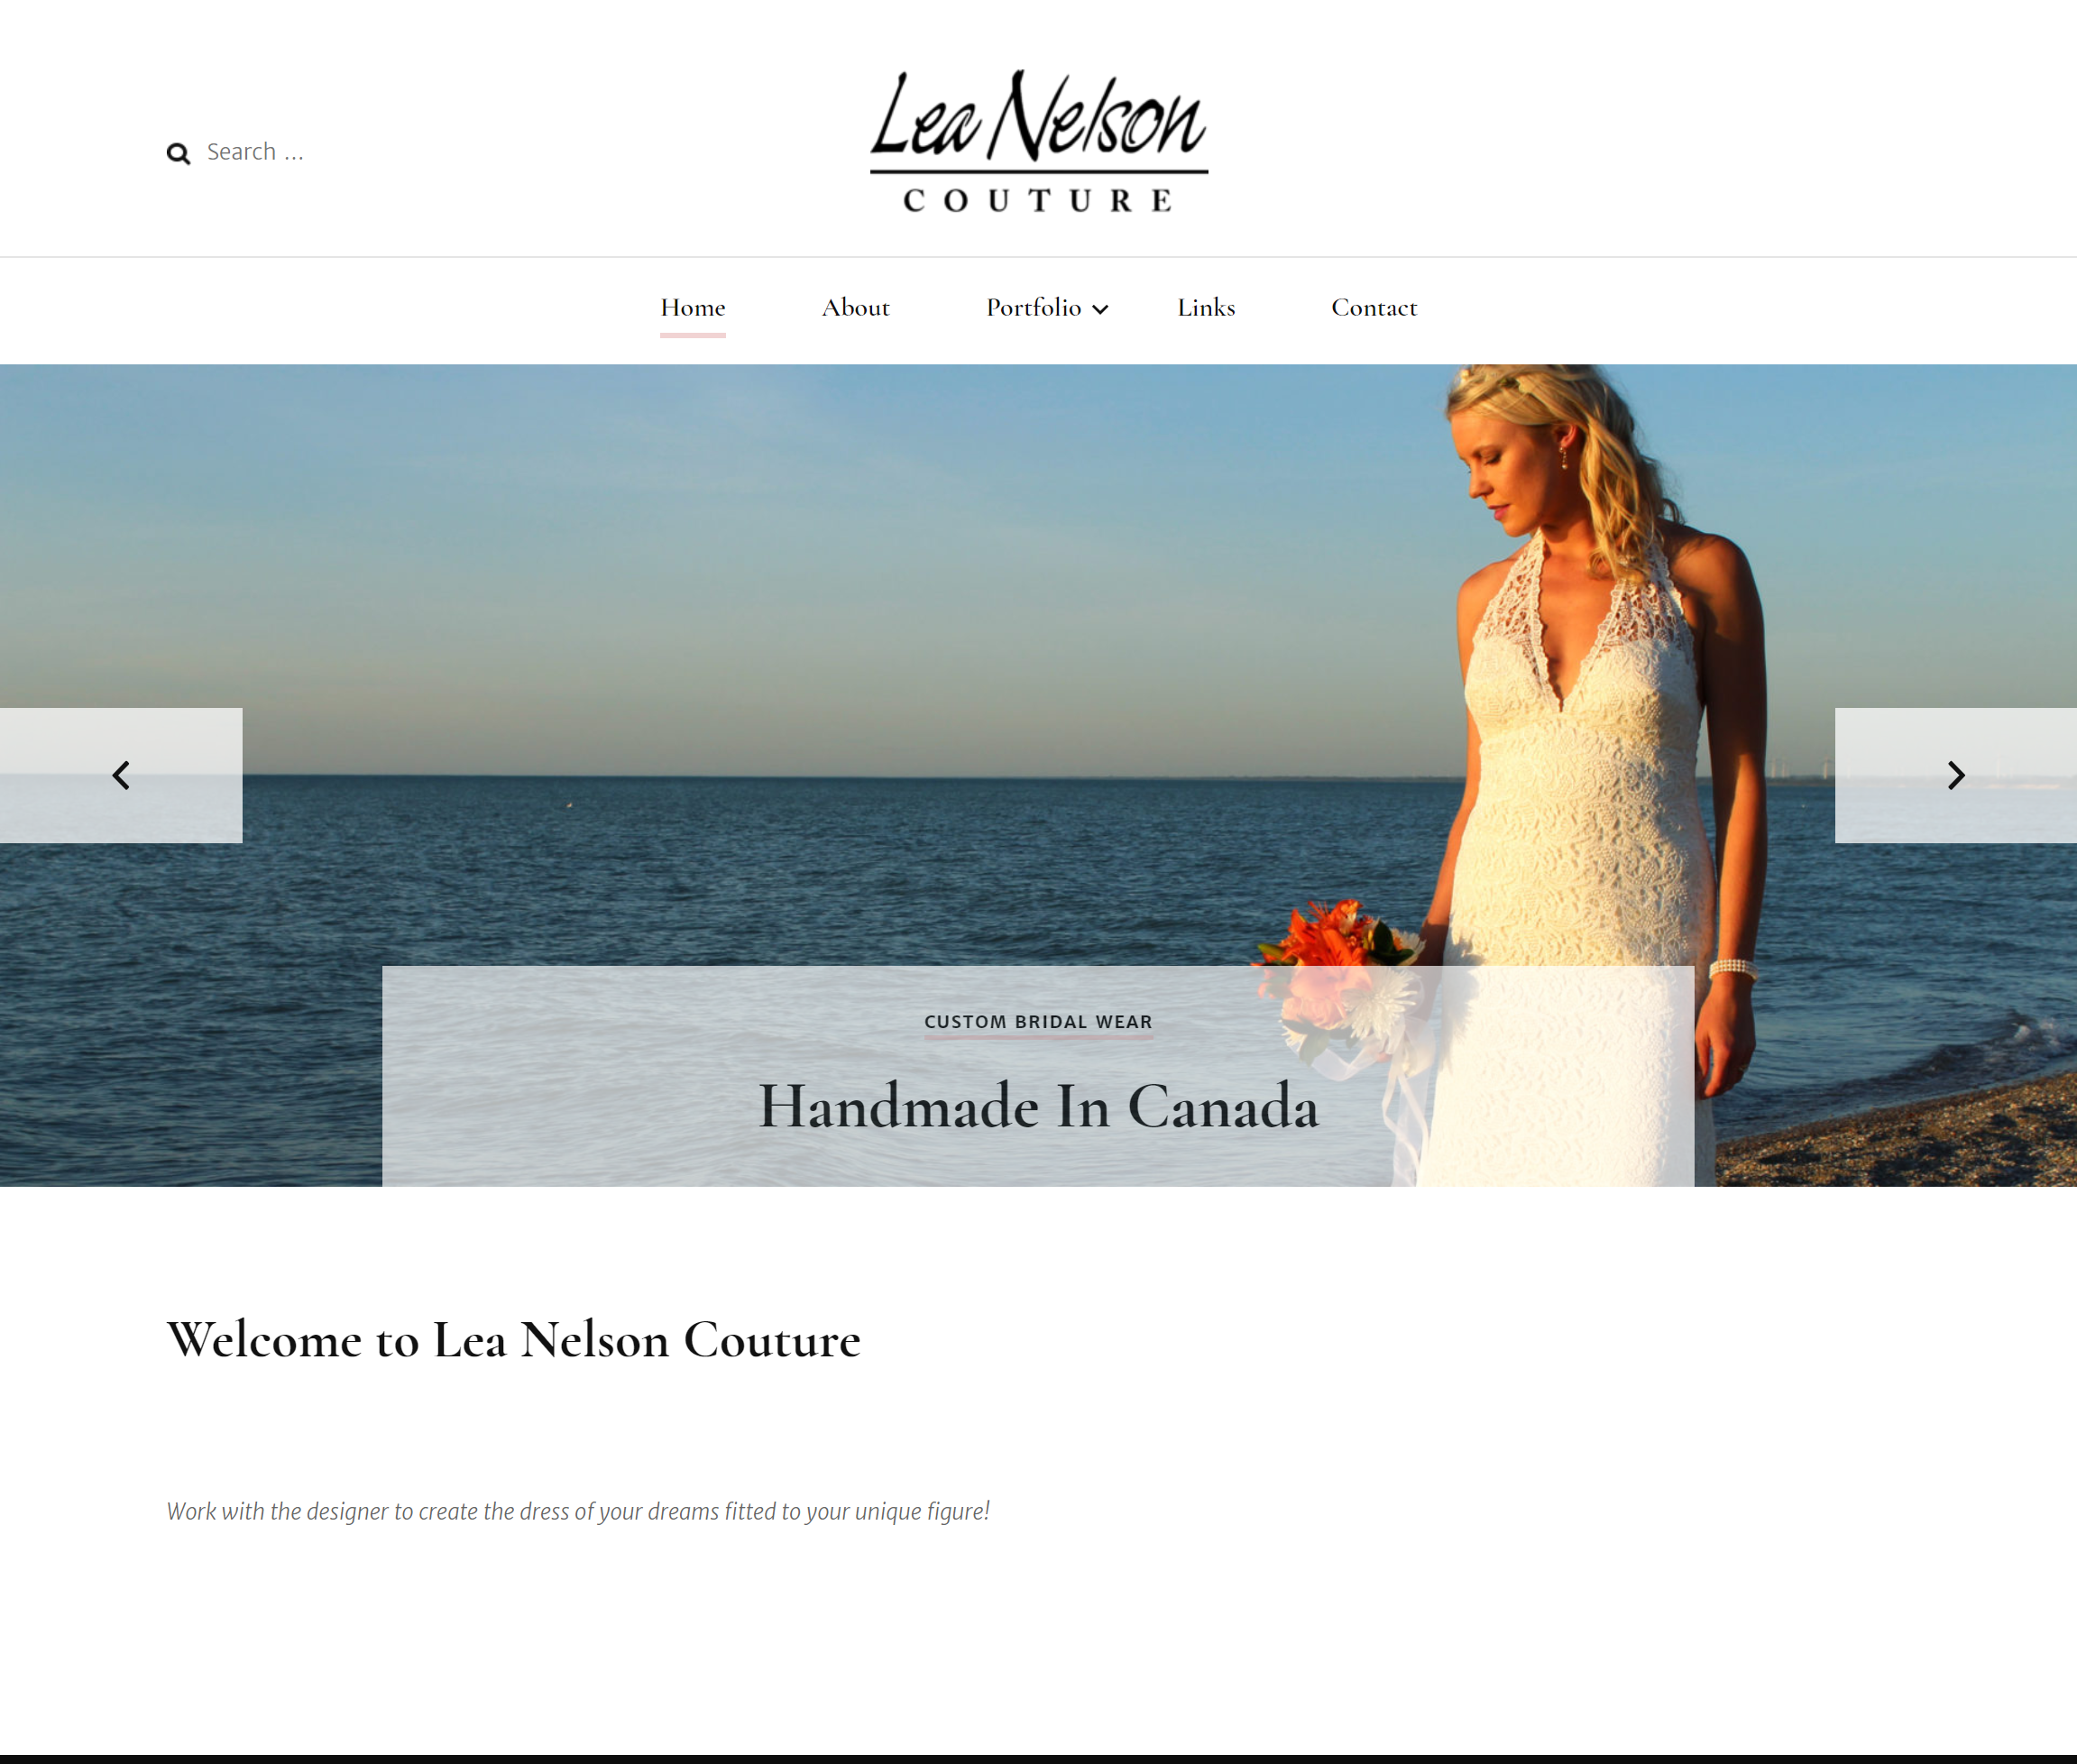 Search ...
Lea Nelson
COUTURE
Home About Portfolio Links Contact
CUSTOM BRIDAL WEAR
Handmade In Canada
Welcome to Lea Nelson Couture
Work with the designer to create the dress of your dreams fitted to your unique figure!